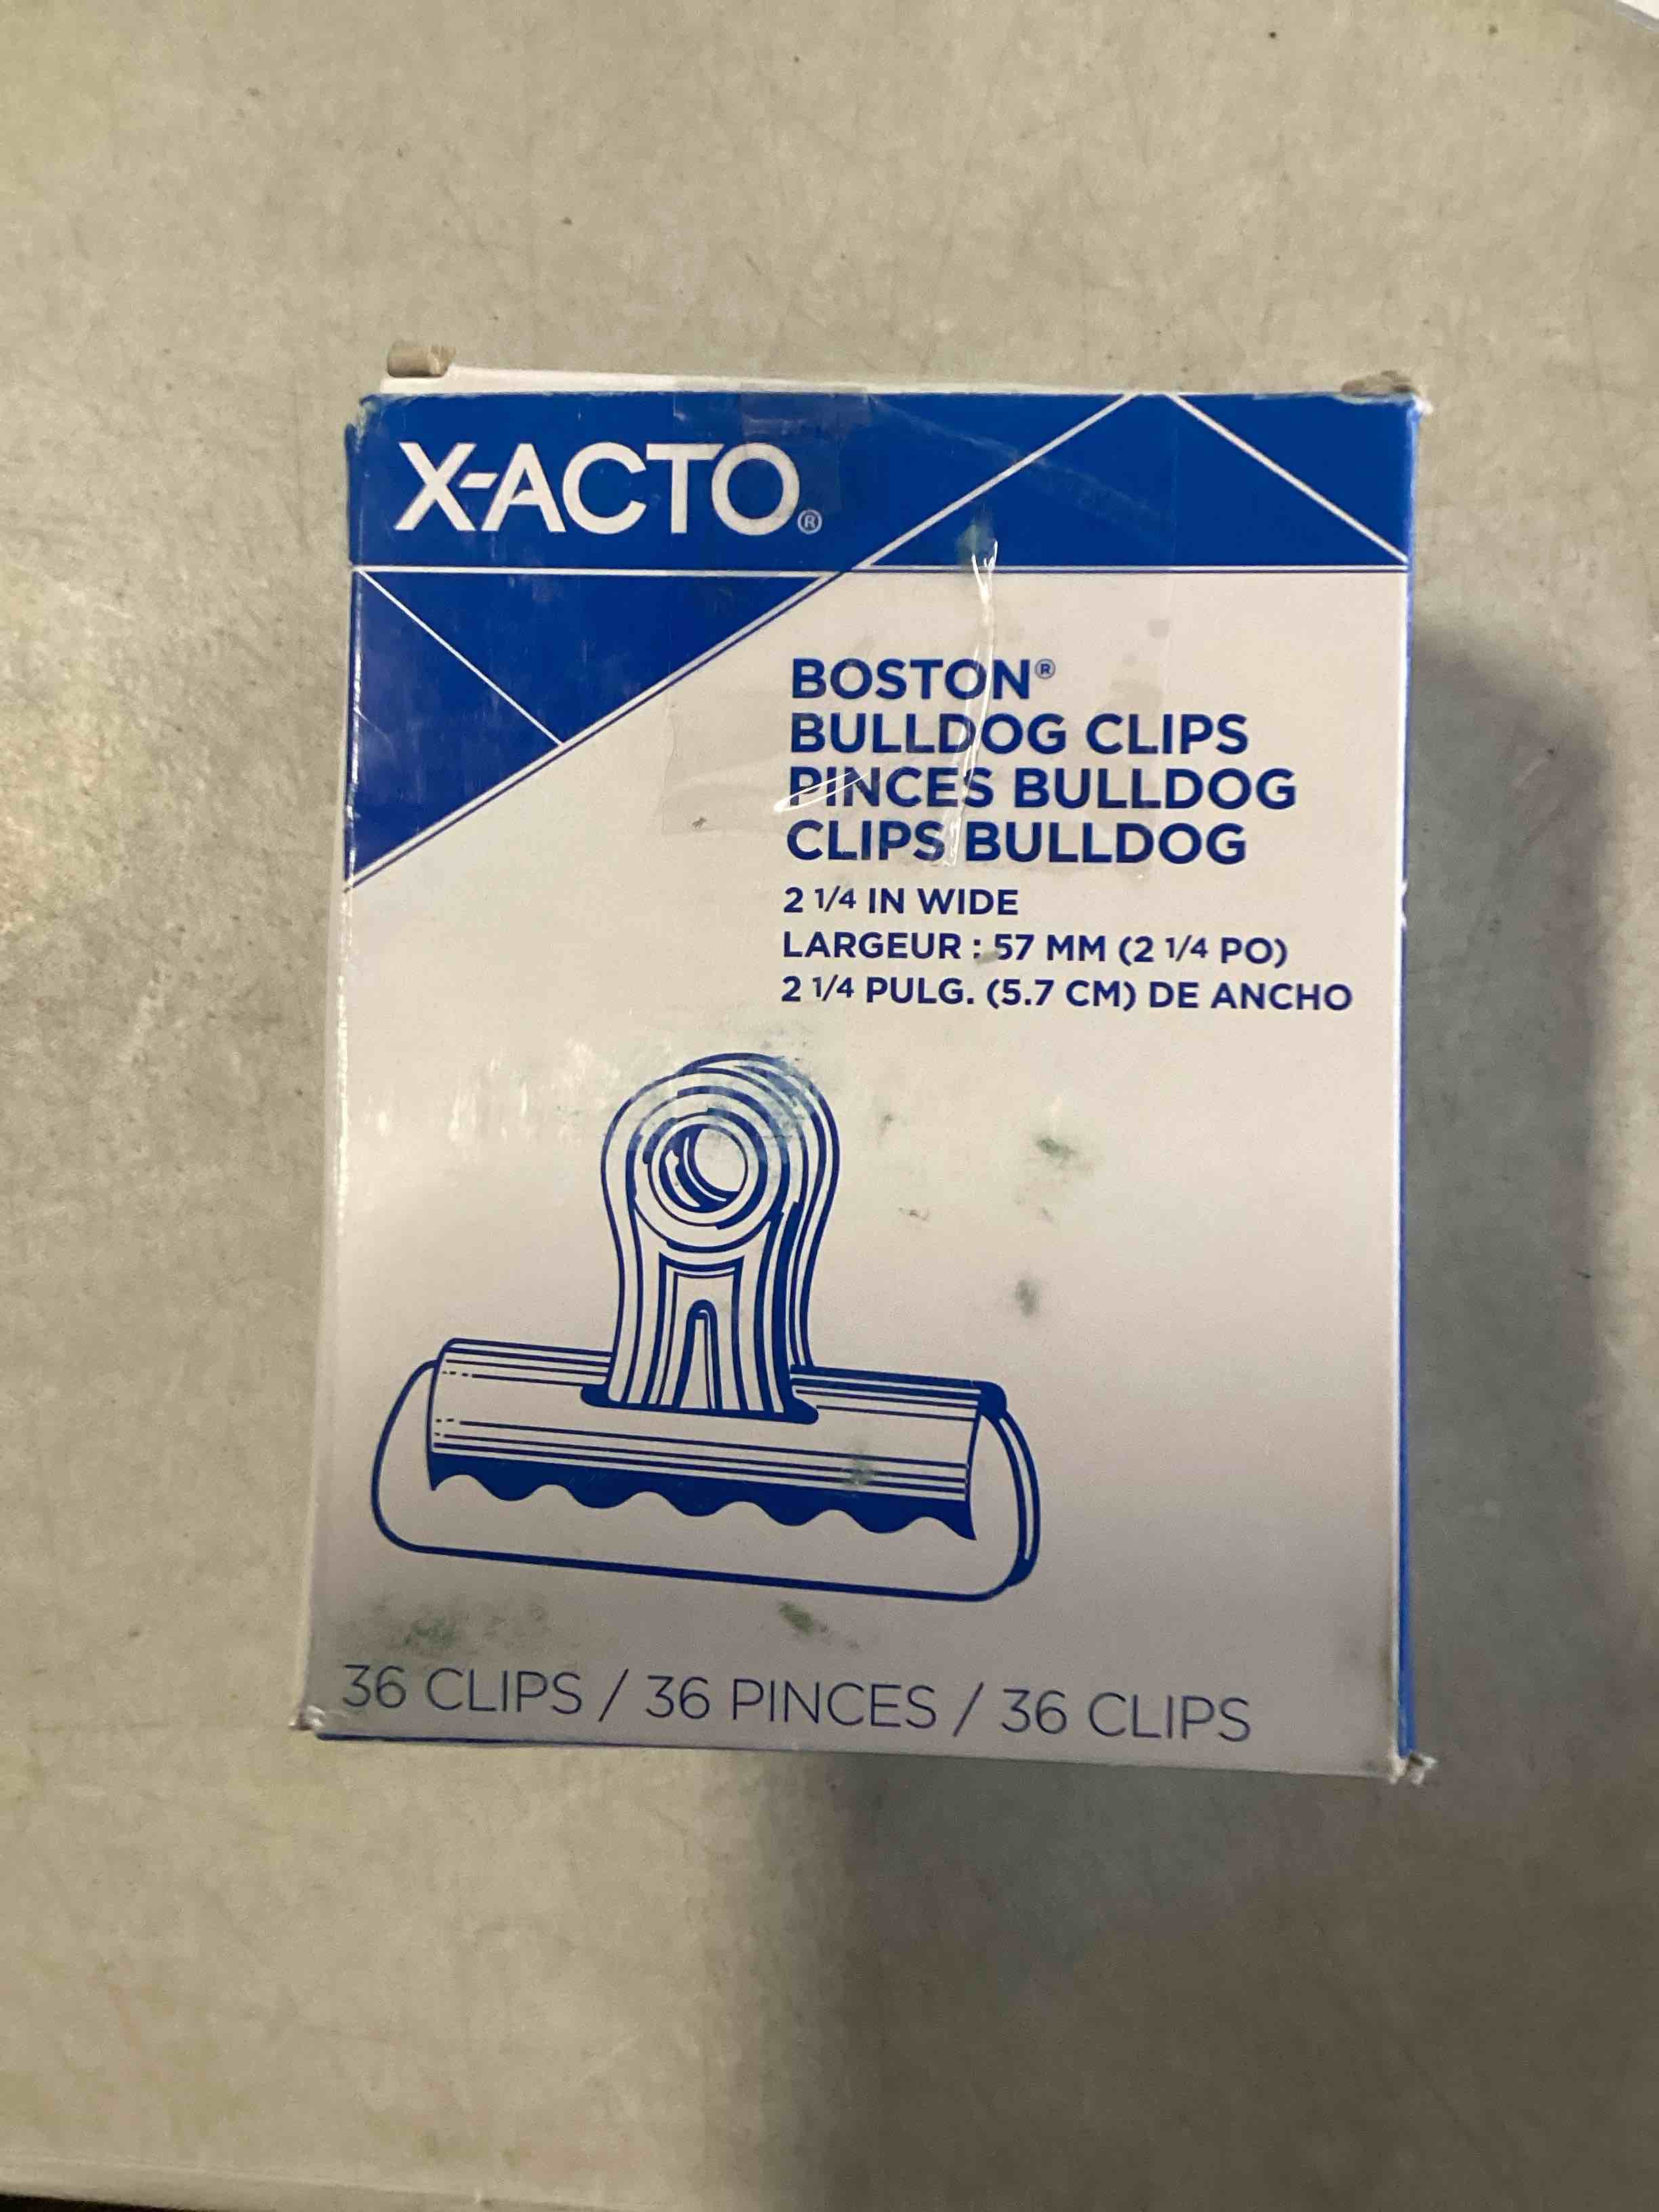 X-ACTO®
BOSTON®
BULLDOG CLIPS
PINCES BULLDOG
CLIPS BULLDOG
2 1/4 IN WIDE
LARGEUR : 57 MM (2 1/4 PO)
2 1/4 PULG. (5.7 CM) DE ANCHO
36 CLIPS / 36 PINCES / 36 CLIPS